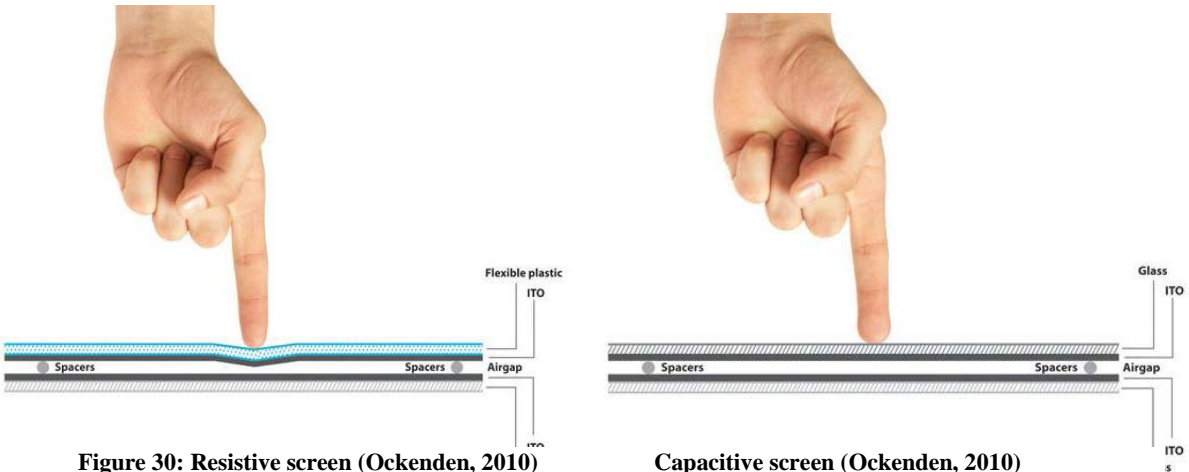 Flexible plastic
ITO
Spacers
Spacers
Airgap
ITO
Glass
ITO
Spacers
Spacers
Airgap
ITO
Figure 30: Resistive screen (Ockenden, 2010)
Capacitive screen (Ockenden, 2010)